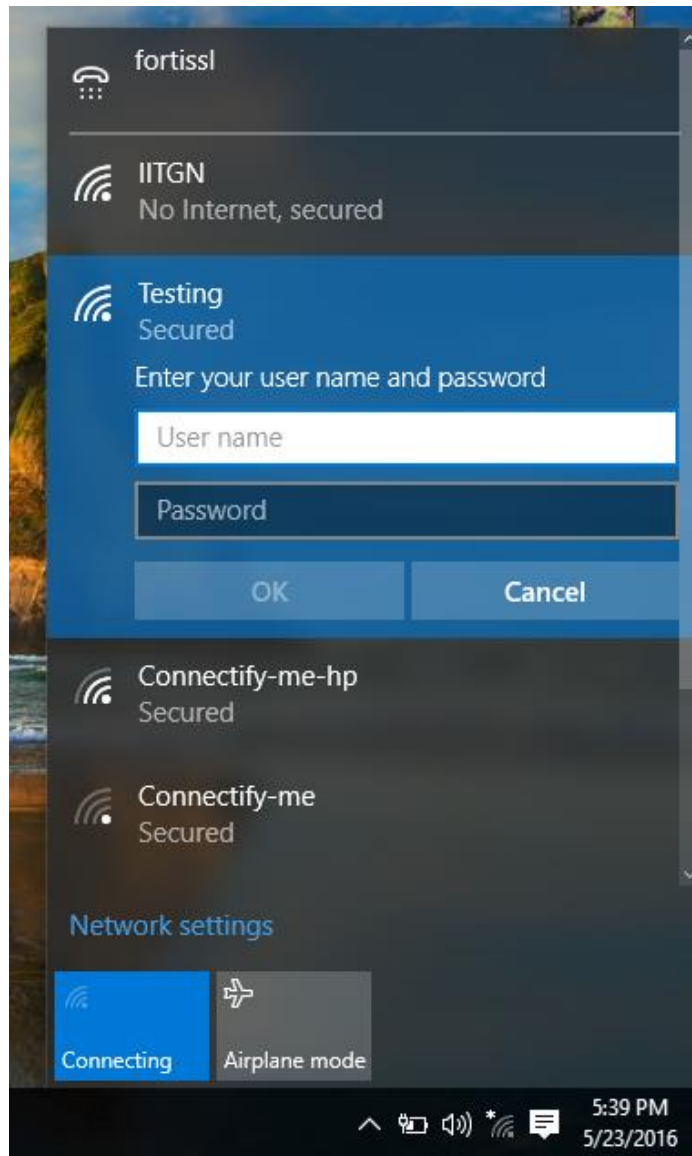 fortissl
IITGN
No Internet, secured
Testing
Secured
Enter your user name and password
User name
Password
OK
Cancel
Connectify-me-hp
Secured
Connectify-me
Secured
Network settings
Connecting
Airplane mode
5:39 PM
5/23/2016